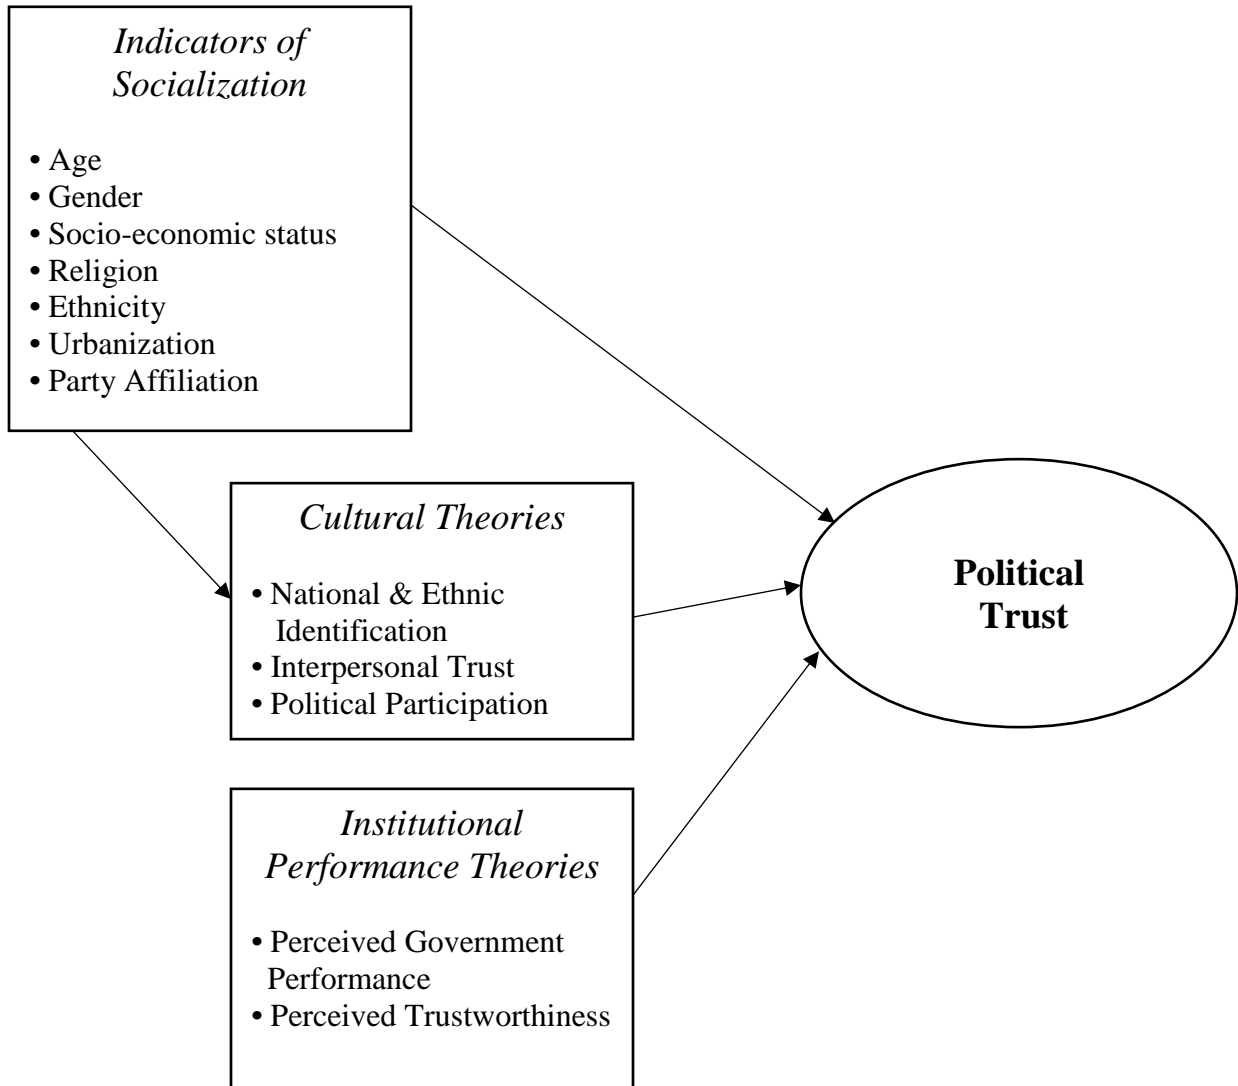 Indicators of
Socialization
• Age
• Gender
• Socio-economic status
• Religion
• Ethnicity
• Urbanization
• Party Affiliation
Cultural Theories
• National & Ethnic
Identification
• Interpersonal Trust
• Political Participation
Political
Trust
Institutional
Performance Theories
• Perceived Government
Performance
• Perceived Trustworthiness